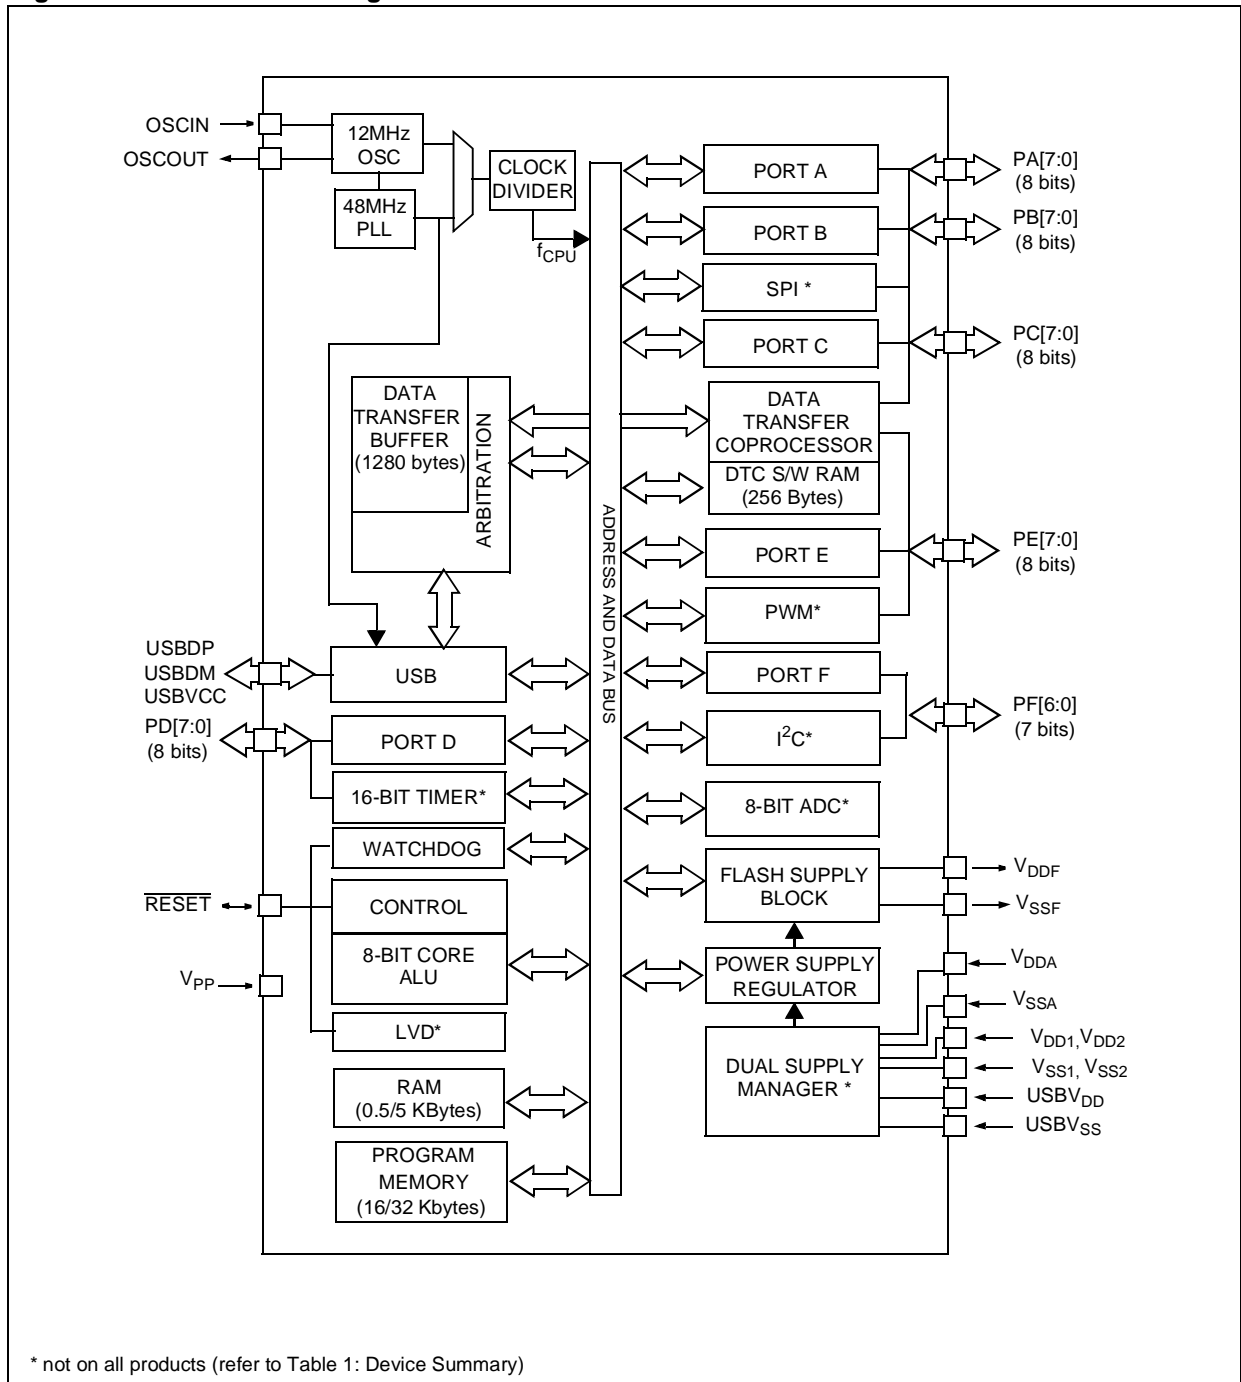 OSCIN
OSCOUT
12MHz
OSC
48MHz
PLL
CLOCK
DIVIDER
fCPU
DATA
TRANSFER
BUFFER
(1280 bytes)
ARBITRATION
USBDP
USBDM
USBVCC
USB
PD[7:0]
(8 bits)
PORT D
16-BIT TIMER*
WATCHDOG
RESET
CONTROL
8-BIT CORE
ALU
VPP
LVD*
RAM
(0.5/5 KBytes)
PROGRAM
MEMORY
(16/32 Kbytes)
ADDRESS AND DATA BUS
PORT A
PA[7:0]
(8 bits)
PORT B
PB[7:0]
(8 bits)
SPI *
PORT C
PC[7:0]
(8 bits)
DATA
TRANSFER
COPROCESSOR
DTC S/W RAM
(256 Bytes)
PORT E
PE[7:0]
(8 bits)
PWM*
PORT F
PF[6:0]
(7 bits)
I2C*
8-BIT ADC*
FLASH SUPPLY
BLOCK
VDDF
VSSF
POWER SUPPLY
REGULATOR
VDDA
VSSA
DUAL SUPPLY
MANAGER *
VDD1,VDD2
VSS1, VSS2
USBVDD
USBVSS
* not on all products (refer to Table 1: Device Summary)